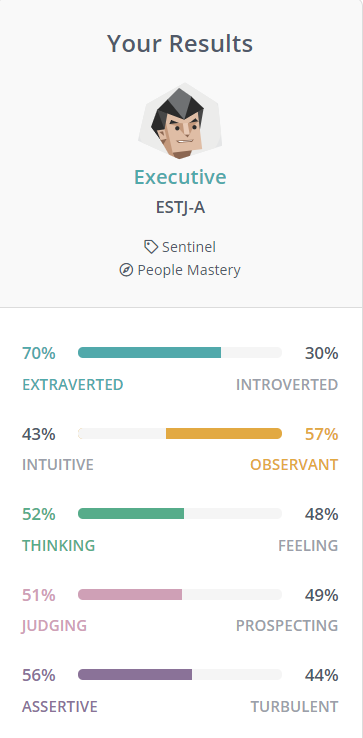 Your Results
Executive
ESTJ-A
Sentinel
People Mastery
70% 30%
EXTRAVERTED INTROVERTED
43% 57%
INTUITIVE OBSERVANT
52% 48%
THINKING FEELING
51% 49%
JUDGING PROSPECTING
56% 44%
ASSERTIVE TURBULENT